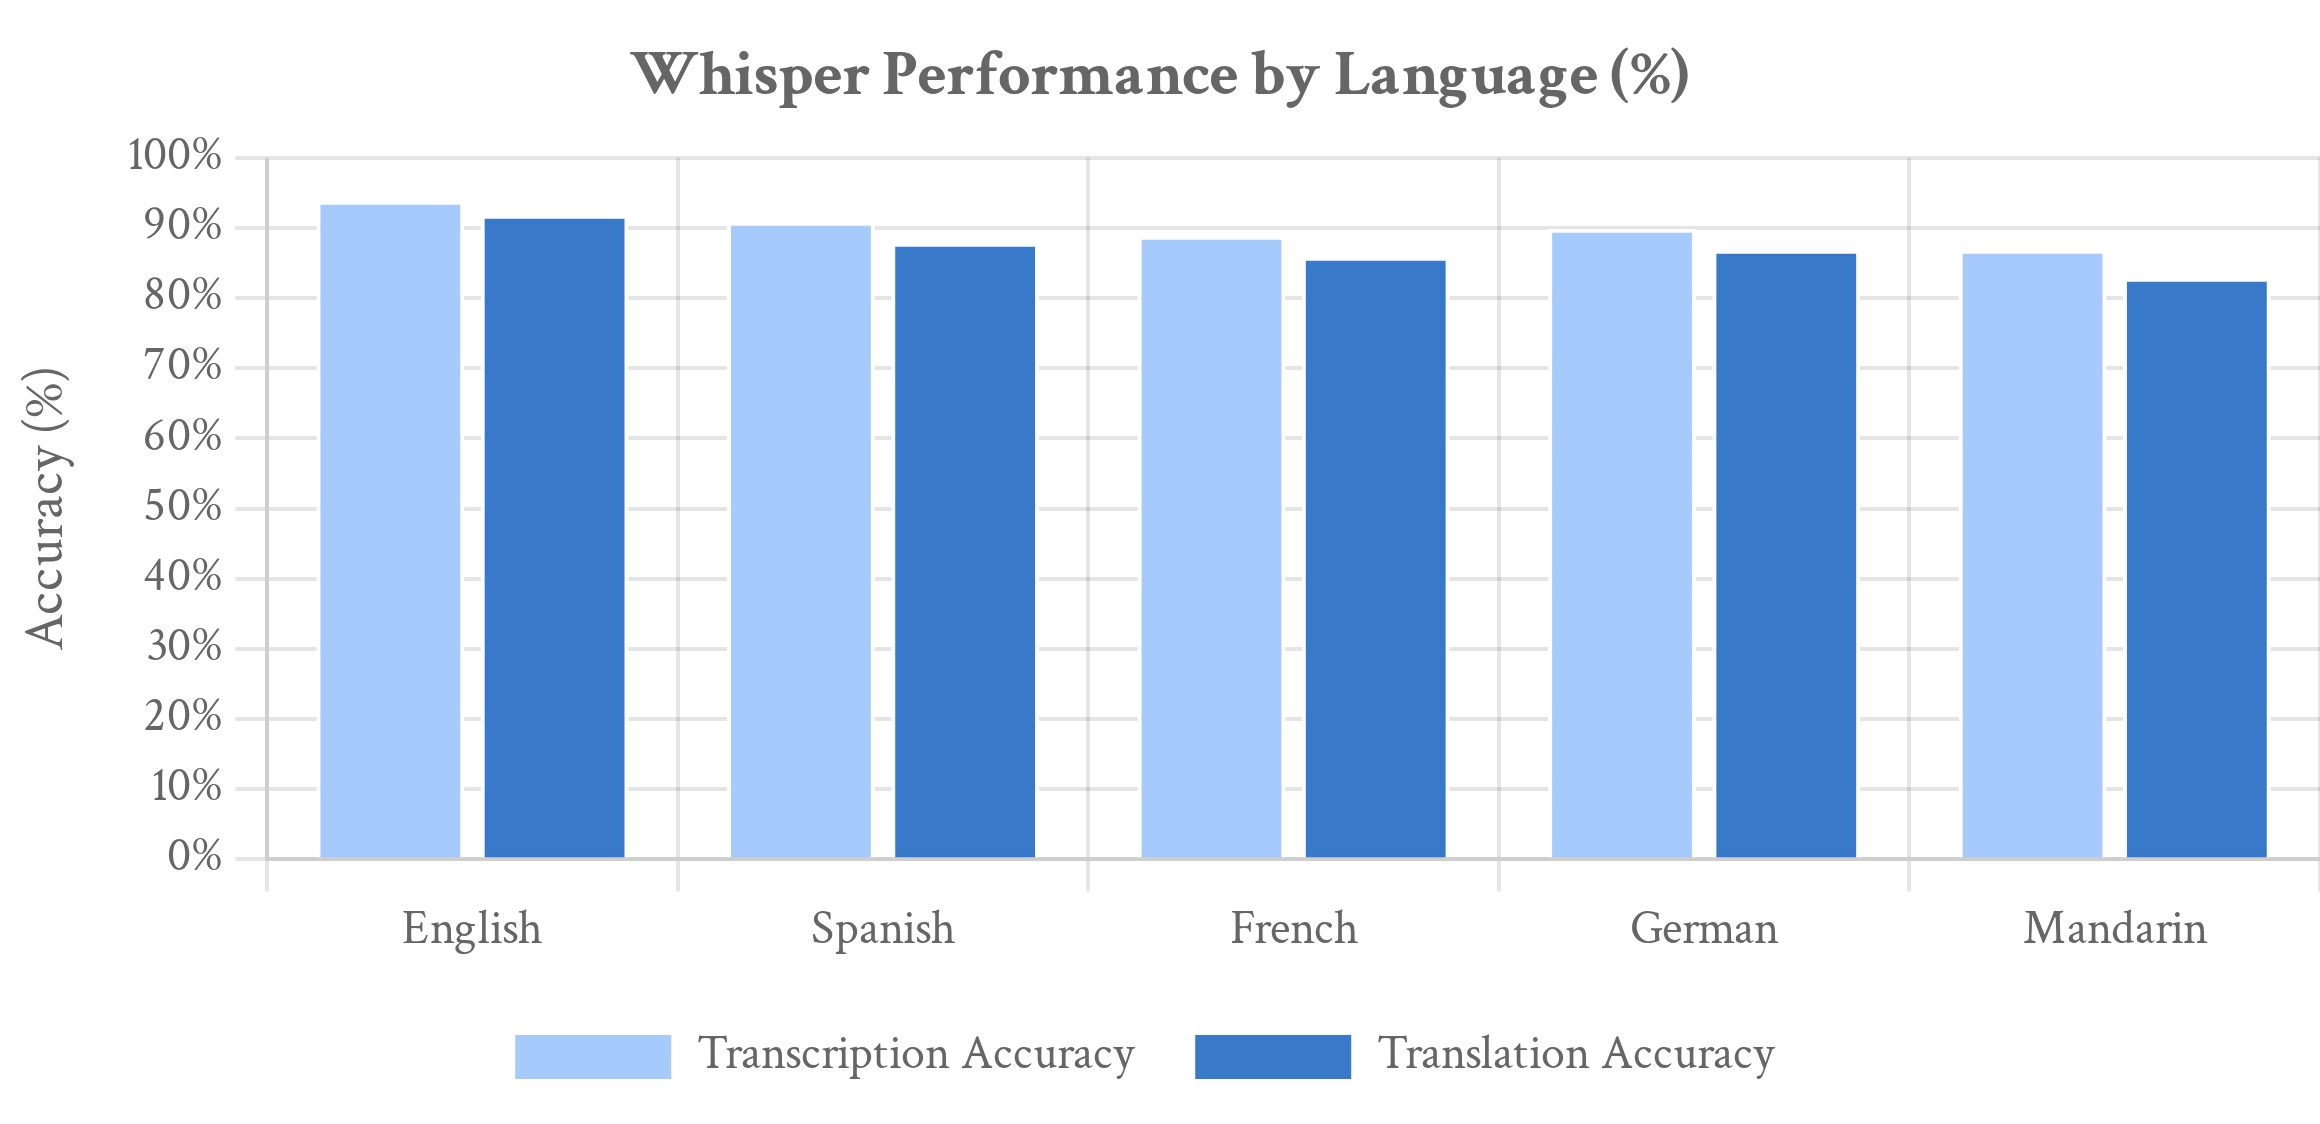 Whisper Performance by Language (%)
Accuracy (%)
100%
90%
80%
70%
60%
50%
40%
30%
20%
10%
0%
English Spanish French German Mandarin
Transcription Accuracy Translation Accuracy